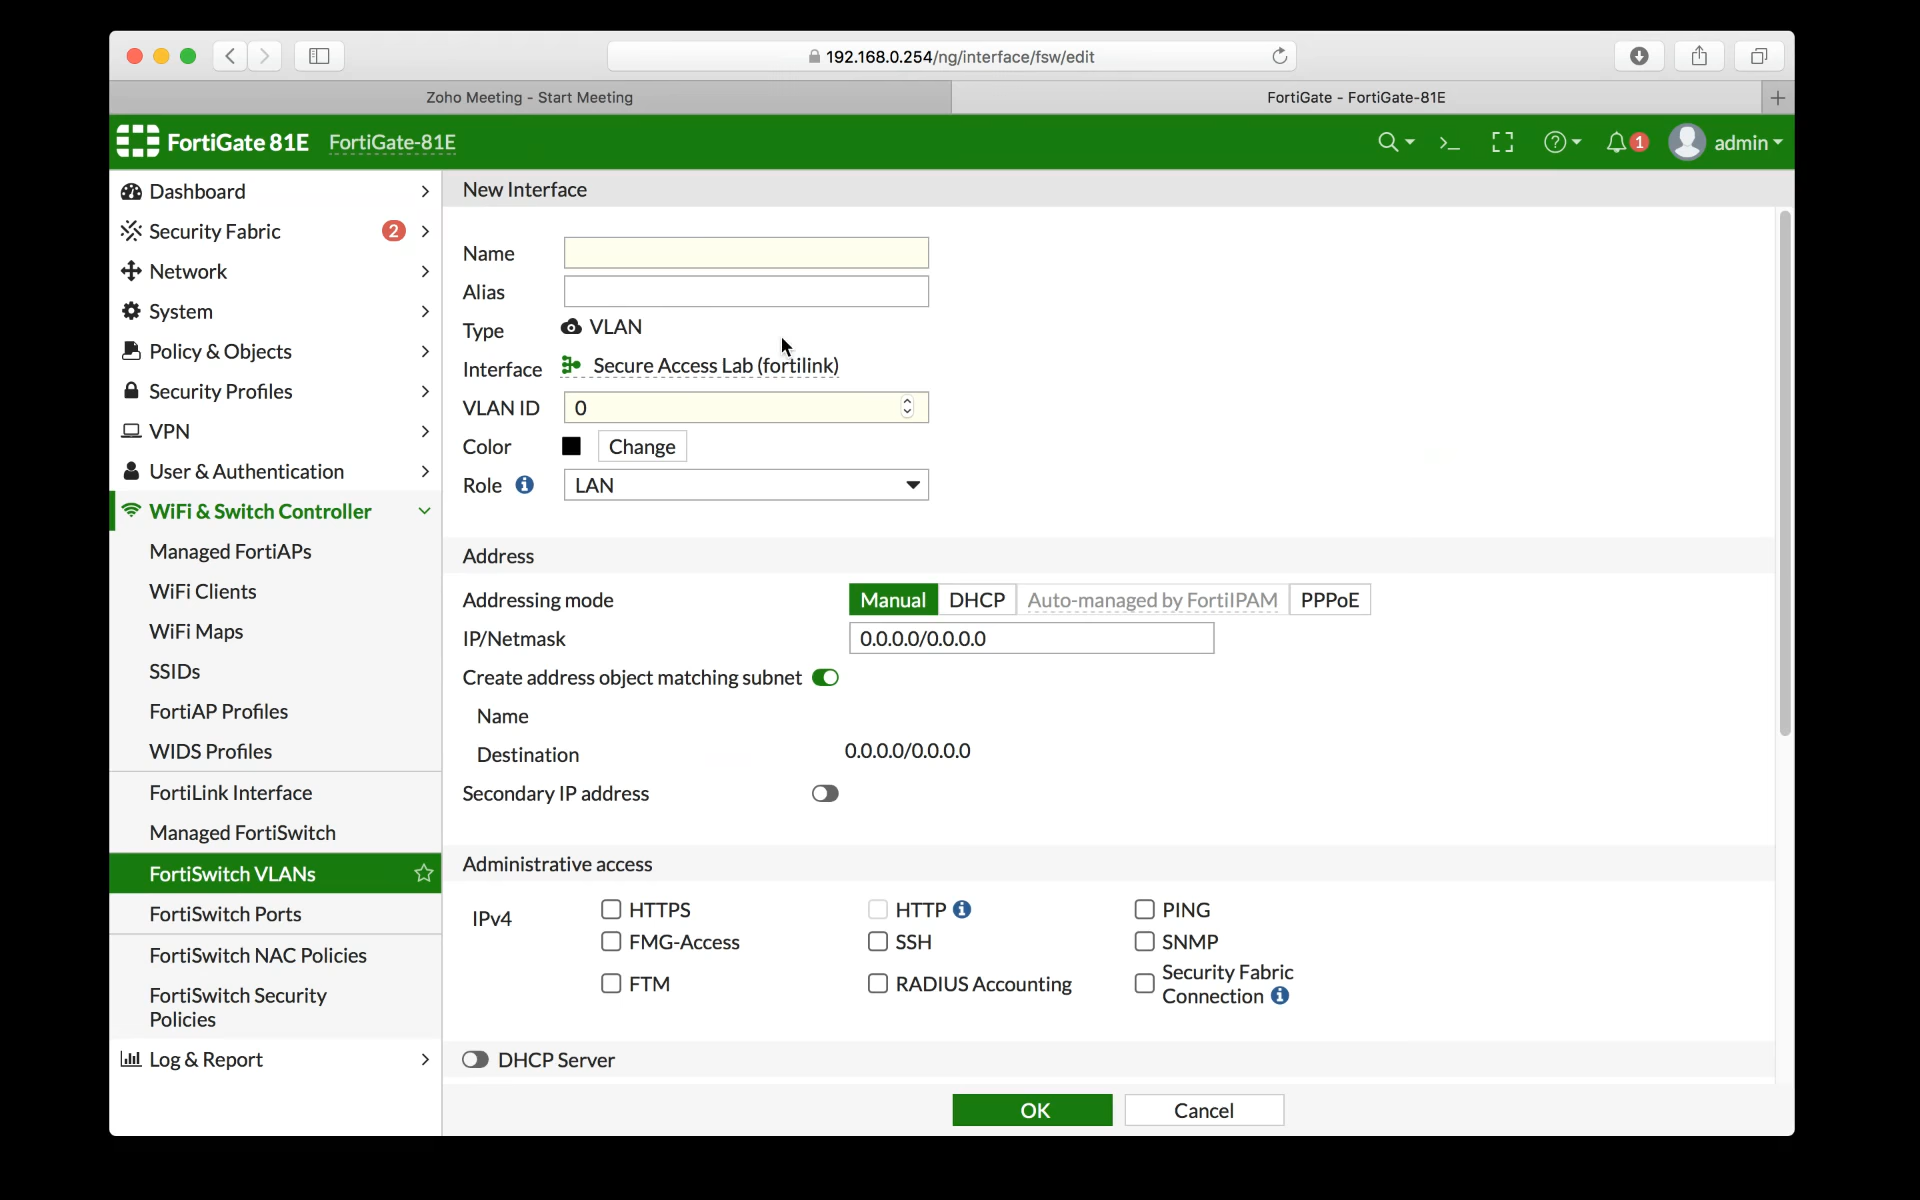 192.168.0.254/ng/interface/fsw/edit
Zoho Meeting - Start Meeting
FortiGate - FortiGate-81E
FortiGate 81E FortiGate-81E
1
admin
Dashboard
Security Fabric 2
Network
System
Policy & Objects
Security Profiles
VPN
User & Authentication
WiFi & Switch Controller
Managed FortiAPs
WiFi Clients
WiFi Maps
SSIDs
FortiAP Profiles
WIDS Profiles
FortiLink Interface
Managed FortiSwitch
FortiSwitch VLANs
FortiSwitch Ports
FortiSwitch NAC Policies
FortiSwitch Security
Policies
Log & Report
New Interface
Name
Alias
Type VLAN
Interface Secure Access Lab (fortilink)
VLAN ID 0
Color Change
Role LAN
Address
Addressing mode Manual DHCP Auto-managed by FortiIPAM PPPoE
IP/Netmask 0.0.0.0/0.0.0.0
Create address object matching subnet
Name
Destination 0.0.0.0/0.0.0.0
Secondary IP address
Administrative access
IPv4 HTTPS HTTP PING
FMG-Access SSH SNMP
FTM RADIUS Accounting Security Fabric
Connection
DHCP Server
OK Cancel